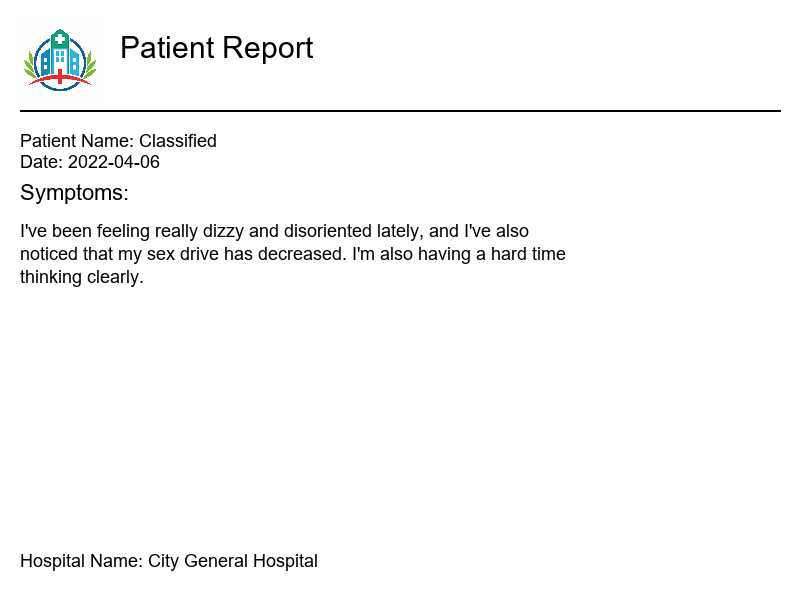 Patient Report
Patient Name: Classified
Date: 2022-04-06
Symptoms:
I've been feeling really dizzy and disoriented lately, and I've also
noticed that my sex drive has decreased. I'm also having a hard time
thinking clearly.
Hospital Name: City General Hospital